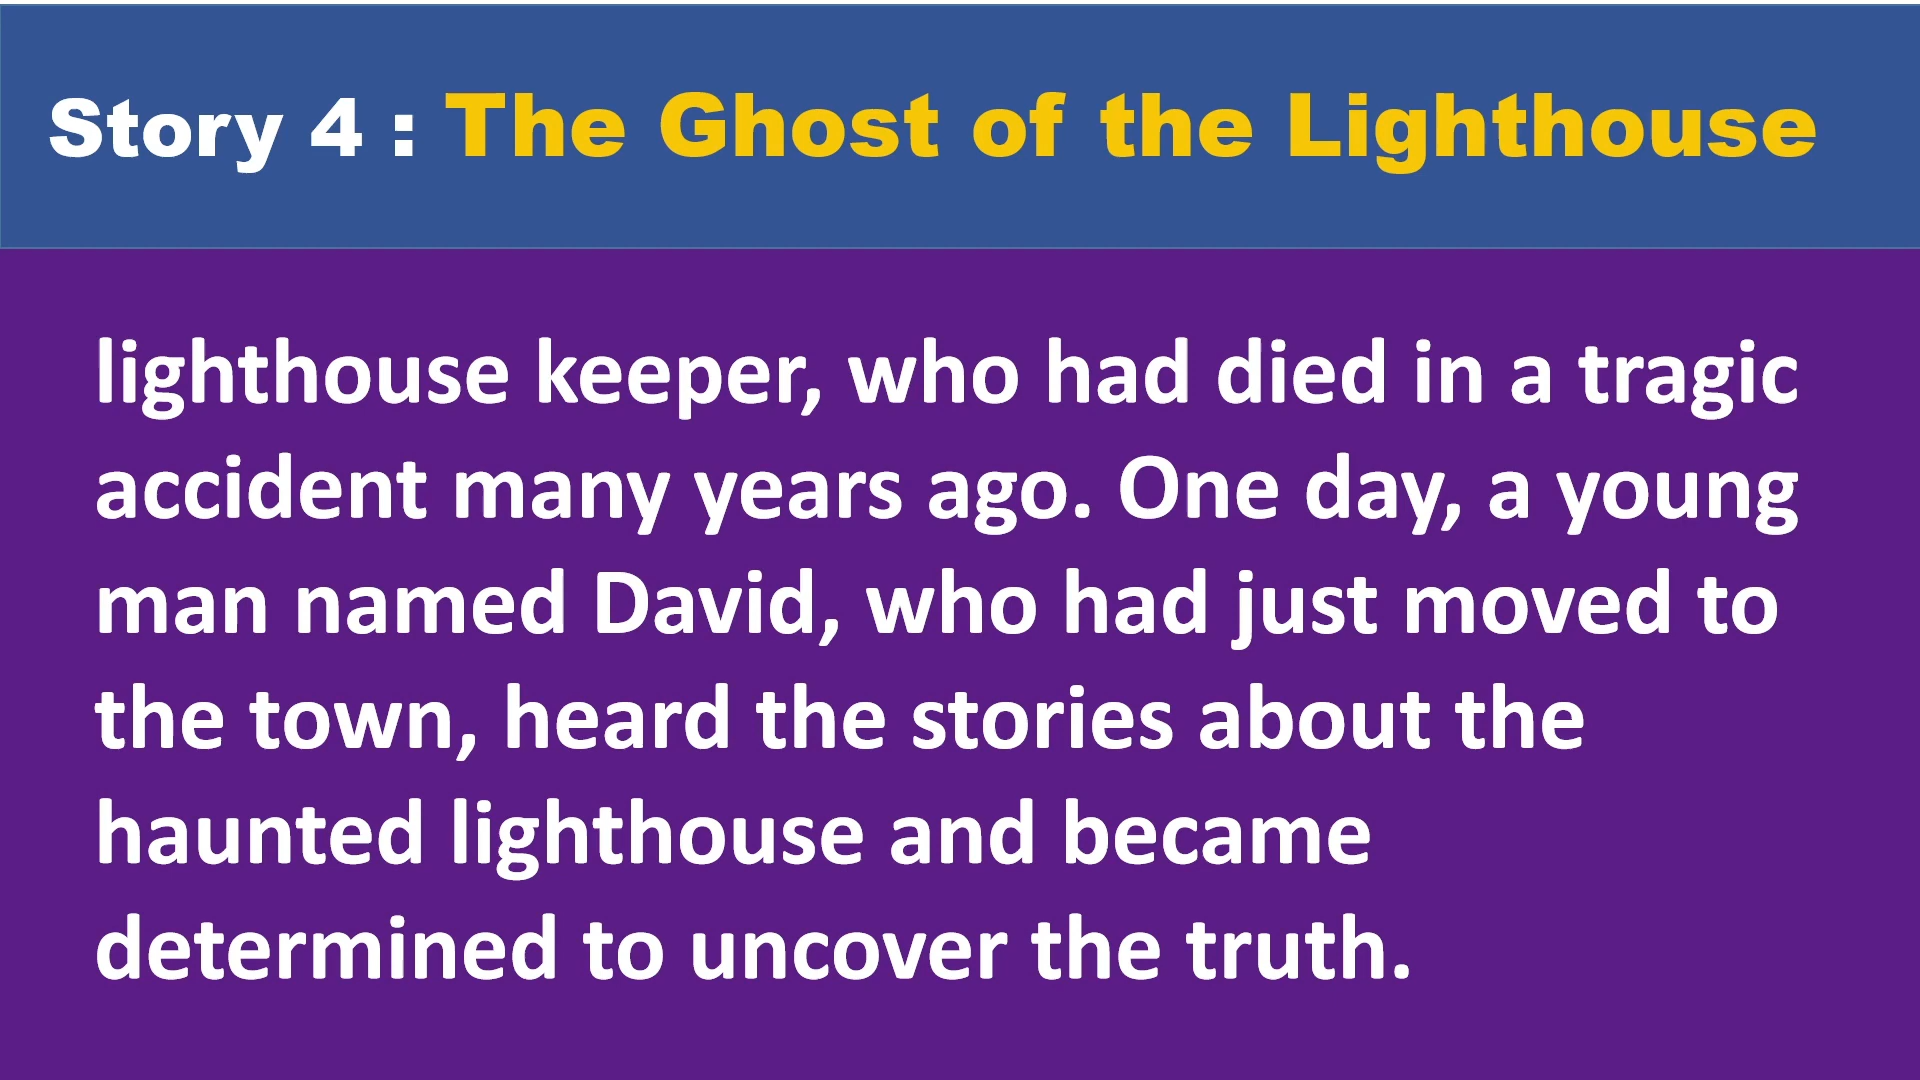 Story 4 : The Ghost of the Lighthouse
lighthouse keeper, who had died in a tragic
accident many years ago. One day, a young
man named David, who had just moved to
the town, heard the stories about the
haunted lighthouse and became
determined to uncover the truth.